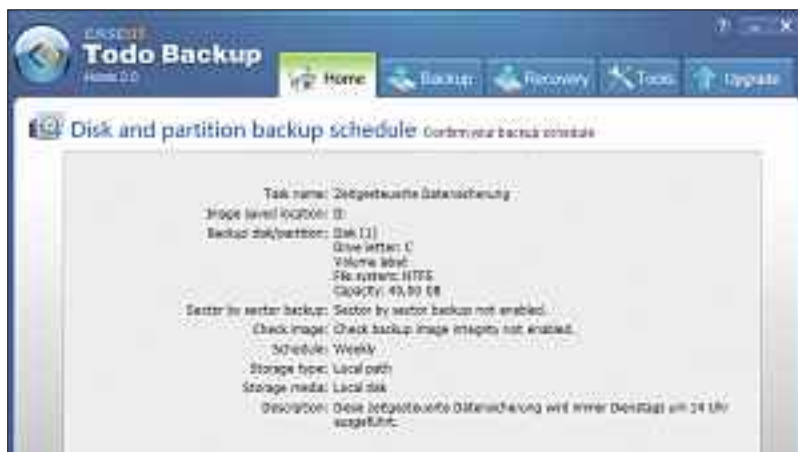 EASEUS
Todo Backup
Home 2.0
Home
Backup
Recovery
Tools
Upgrade
Disk and partition backup schedule Confirm your backup schedule
Task name: Zeitgesteuerte Datensicherung
Image saved location: D:
Backup disk/partition: Disk [1]
Drive letter: C
Volume label:
File system: NTFS
Capacity: GB
Sector by sector backup: Sector by sector backup not enabled.
Check image: Check backup image integrity not enabled.
Schedule: Weekly
Storage type: Local path
Storage media: Local disk
Description: Diese zeitgesteuerte Datensicherung wird immer Dienstags um 14 Uhr
ausgeführt.